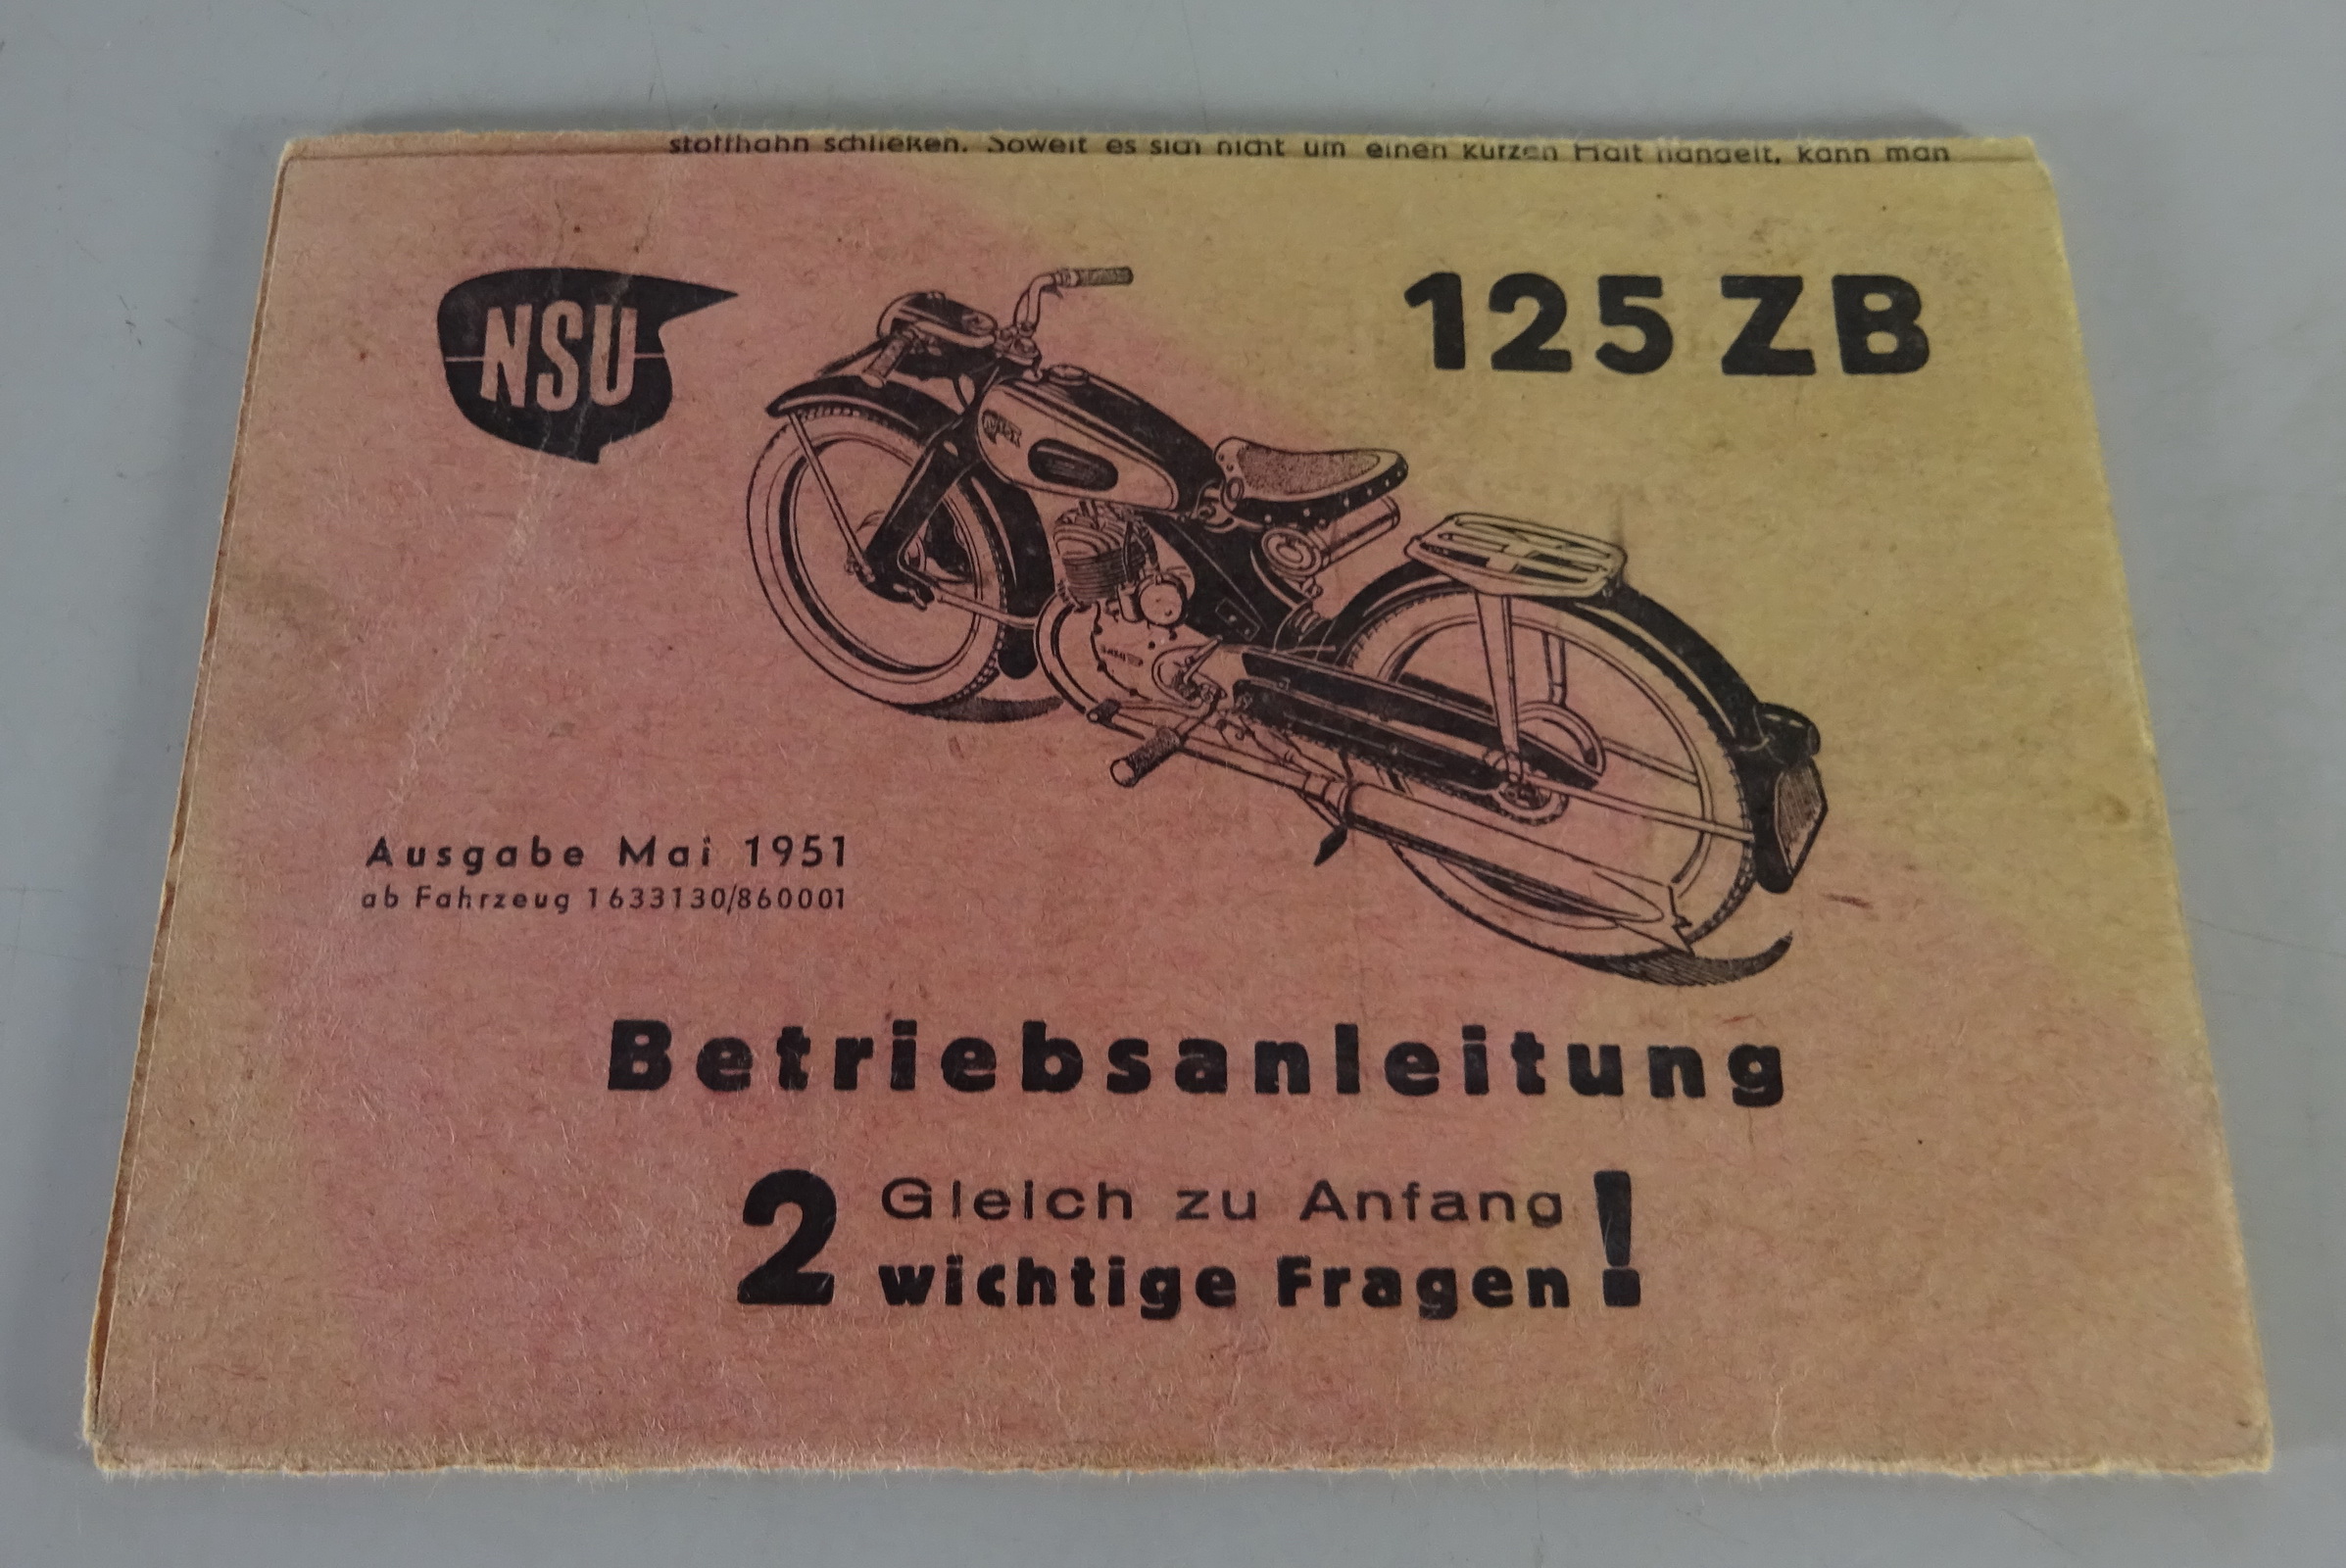 stoffhahn schließen. Soweit es sich nicht um einen kurzen Halt handelt, kann man
NSU
125 ZB
Ausgabe Mai 1951
ab Fahrzeug 1633130/860001
Betriebsanleitung
2 Gleich zu Anfang
wichtige Fragen!